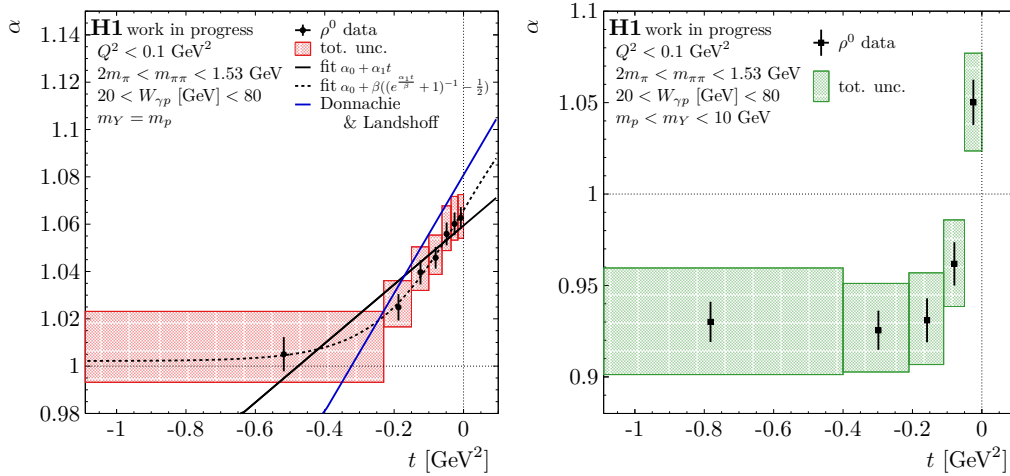 α
1.14
1.12
1.1
1.08
1.06
1.04
1.02
1
0.98
H1 work in progress
Q² < 0.1 GeV²
2m_π < m_ππ < 1.53 GeV
20 < W_γp [GeV] < 80
m_Y = m_p
ρ⁰ data
tot. unc.
fit α₀ + α₁t
fit α₀ + β((e^{α₁t/β} + 1)⁻¹ − 1/2)
Donnachie
& Landshoff
-1 -0.8 -0.6 -0.4 -0.2 0
t [GeV²]
α
1.1
1.05
1
0.95
0.9
H1 work in progress
Q² < 0.1 GeV²
2m_π < m_ππ < 1.53 GeV
20 < W_γp [GeV] < 80
m_p < m_Y < 10 GeV
ρ⁰ data
tot. unc.
-1 -0.8 -0.6 -0.4 -0.2 0
t [GeV²]